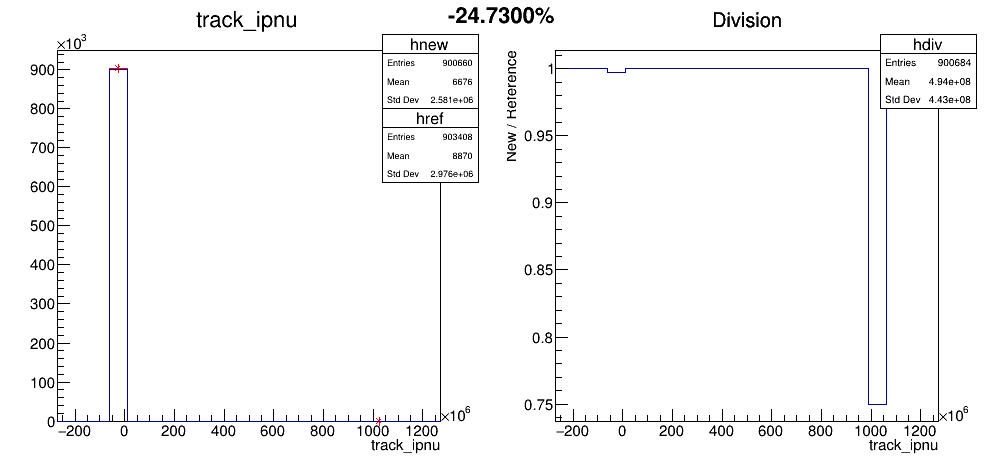 -24.7300%
track_ipnu
×10³
hnew
Entries 900660
Mean 6676
Std Dev 2.581e+06
href
Entries 903408
Mean 8870
Std Dev 2.976e+06
900
800
700
600
500
400
300
200
100
0
−200 0 200 400 600 800 1000 1200 ×10⁶
track_ipnu
Division
hdiv
Entries 900684
Mean 4.94e+08
Std Dev 4.43e+08
New / Reference
1
0.95
0.9
0.85
0.8
0.75
−200 0 200 400 600 800 1000 1200 ×10⁶
track_ipnu